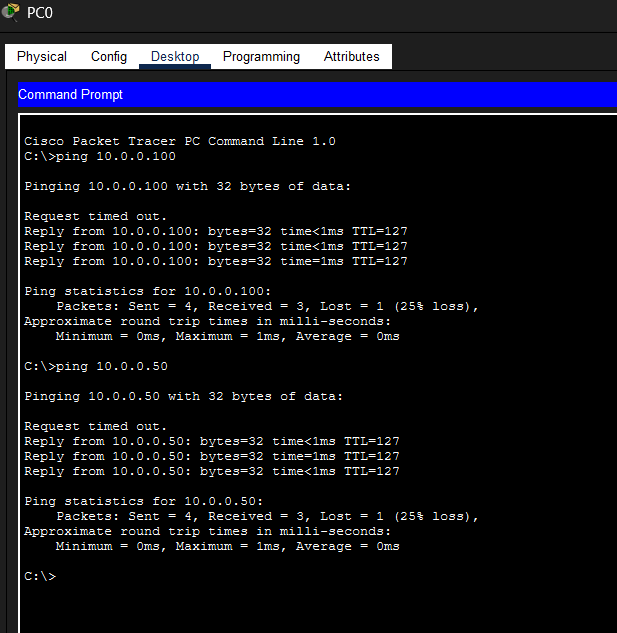 PC0
Physical Config Desktop Programming Attributes
Command Prompt
Cisco Packet Tracer PC Command Line 1.0
C:\>ping 10.0.0.100
Pinging 10.0.0.100 with 32 bytes of data:
Request timed out.
Reply from 10.0.0.100: bytes=32 time<1ms TTL=127
Reply from 10.0.0.100: bytes=32 time<1ms TTL=127
Reply from 10.0.0.100: bytes=32 time=1ms TTL=127
Ping statistics for 10.0.0.100:
    Packets: Sent = 4, Received = 3, Lost = 1 (25% loss),
Approximate round trip times in milli-seconds:
    Minimum = 0ms, Maximum = 1ms, Average = 0ms
C:\>ping 10.0.0.50
Pinging 10.0.0.50 with 32 bytes of data:
Request timed out.
Reply from 10.0.0.50: bytes=32 time<1ms TTL=127
Reply from 10.0.0.50: bytes=32 time=1ms TTL=127
Reply from 10.0.0.50: bytes=32 time<1ms TTL=127
Ping statistics for 10.0.0.50:
    Packets: Sent = 4, Received = 3, Lost = 1 (25% loss),
Approximate round trip times in milli-seconds:
    Minimum = 0ms, Maximum = 1ms, Average = 0ms
C:\>